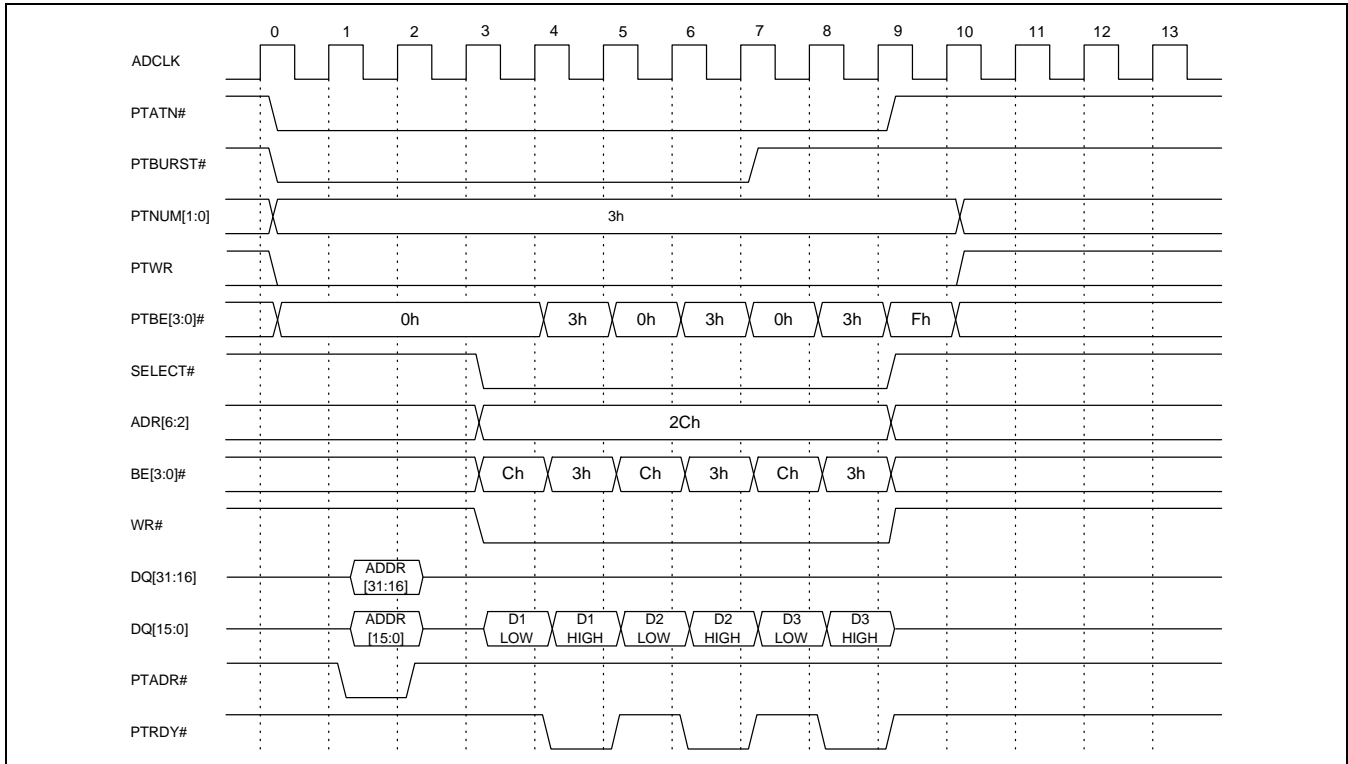 0 1 2 3 4 5 6 7 8 9 10 11 12 13
ADCLK
PTATN#
PTBURST#
PTNUM[1:0] 3h
PTWR
PTBE[3:0]# 0h 3h 0h 3h 0h 3h Fh
SELECT#
ADR[6:2] 2Ch
BE[3:0]# Ch 3h Ch 3h Ch 3h
WR#
DQ[31:16] ADDR
[31:16]
DQ[15:0] ADDR D1 D1 D2 D2 D3 D3
[15:0] LOW HIGH LOW HIGH LOW HIGH
PTADR#
PTRDY#